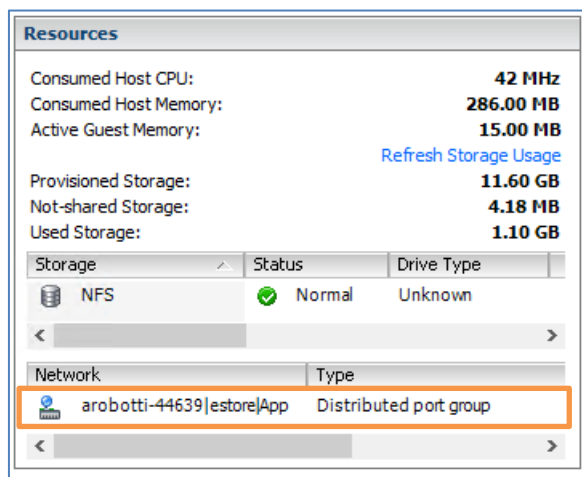 Resources
Consumed Host CPU: 42 MHz
Consumed Host Memory: 286.00 MB
Active Guest Memory: 15.00 MB
Refresh Storage Usage
Provisioned Storage: 11.60 GB
Not-shared Storage: 4.18 MB
Used Storage: 1.10 GB
Storage Status Drive Type
NFS Normal Unknown
Network Type
arobotti-44639|estore|App Distributed port group